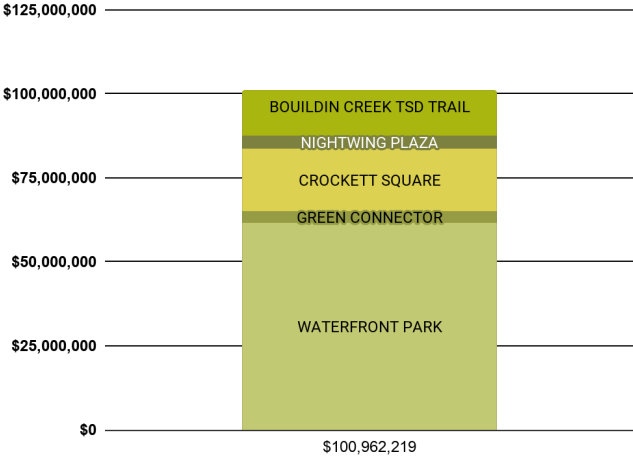 $125,000,000
$100,000,000
BOUILDIN CREEK TSD TRAIL
NIGHTWING PLAZA
$75,000,000
CROCKETT SQUARE
GREEN CONNECTOR
$50,000,000
WATERFRONT PARK
$25,000,000
$0
$100,962,219